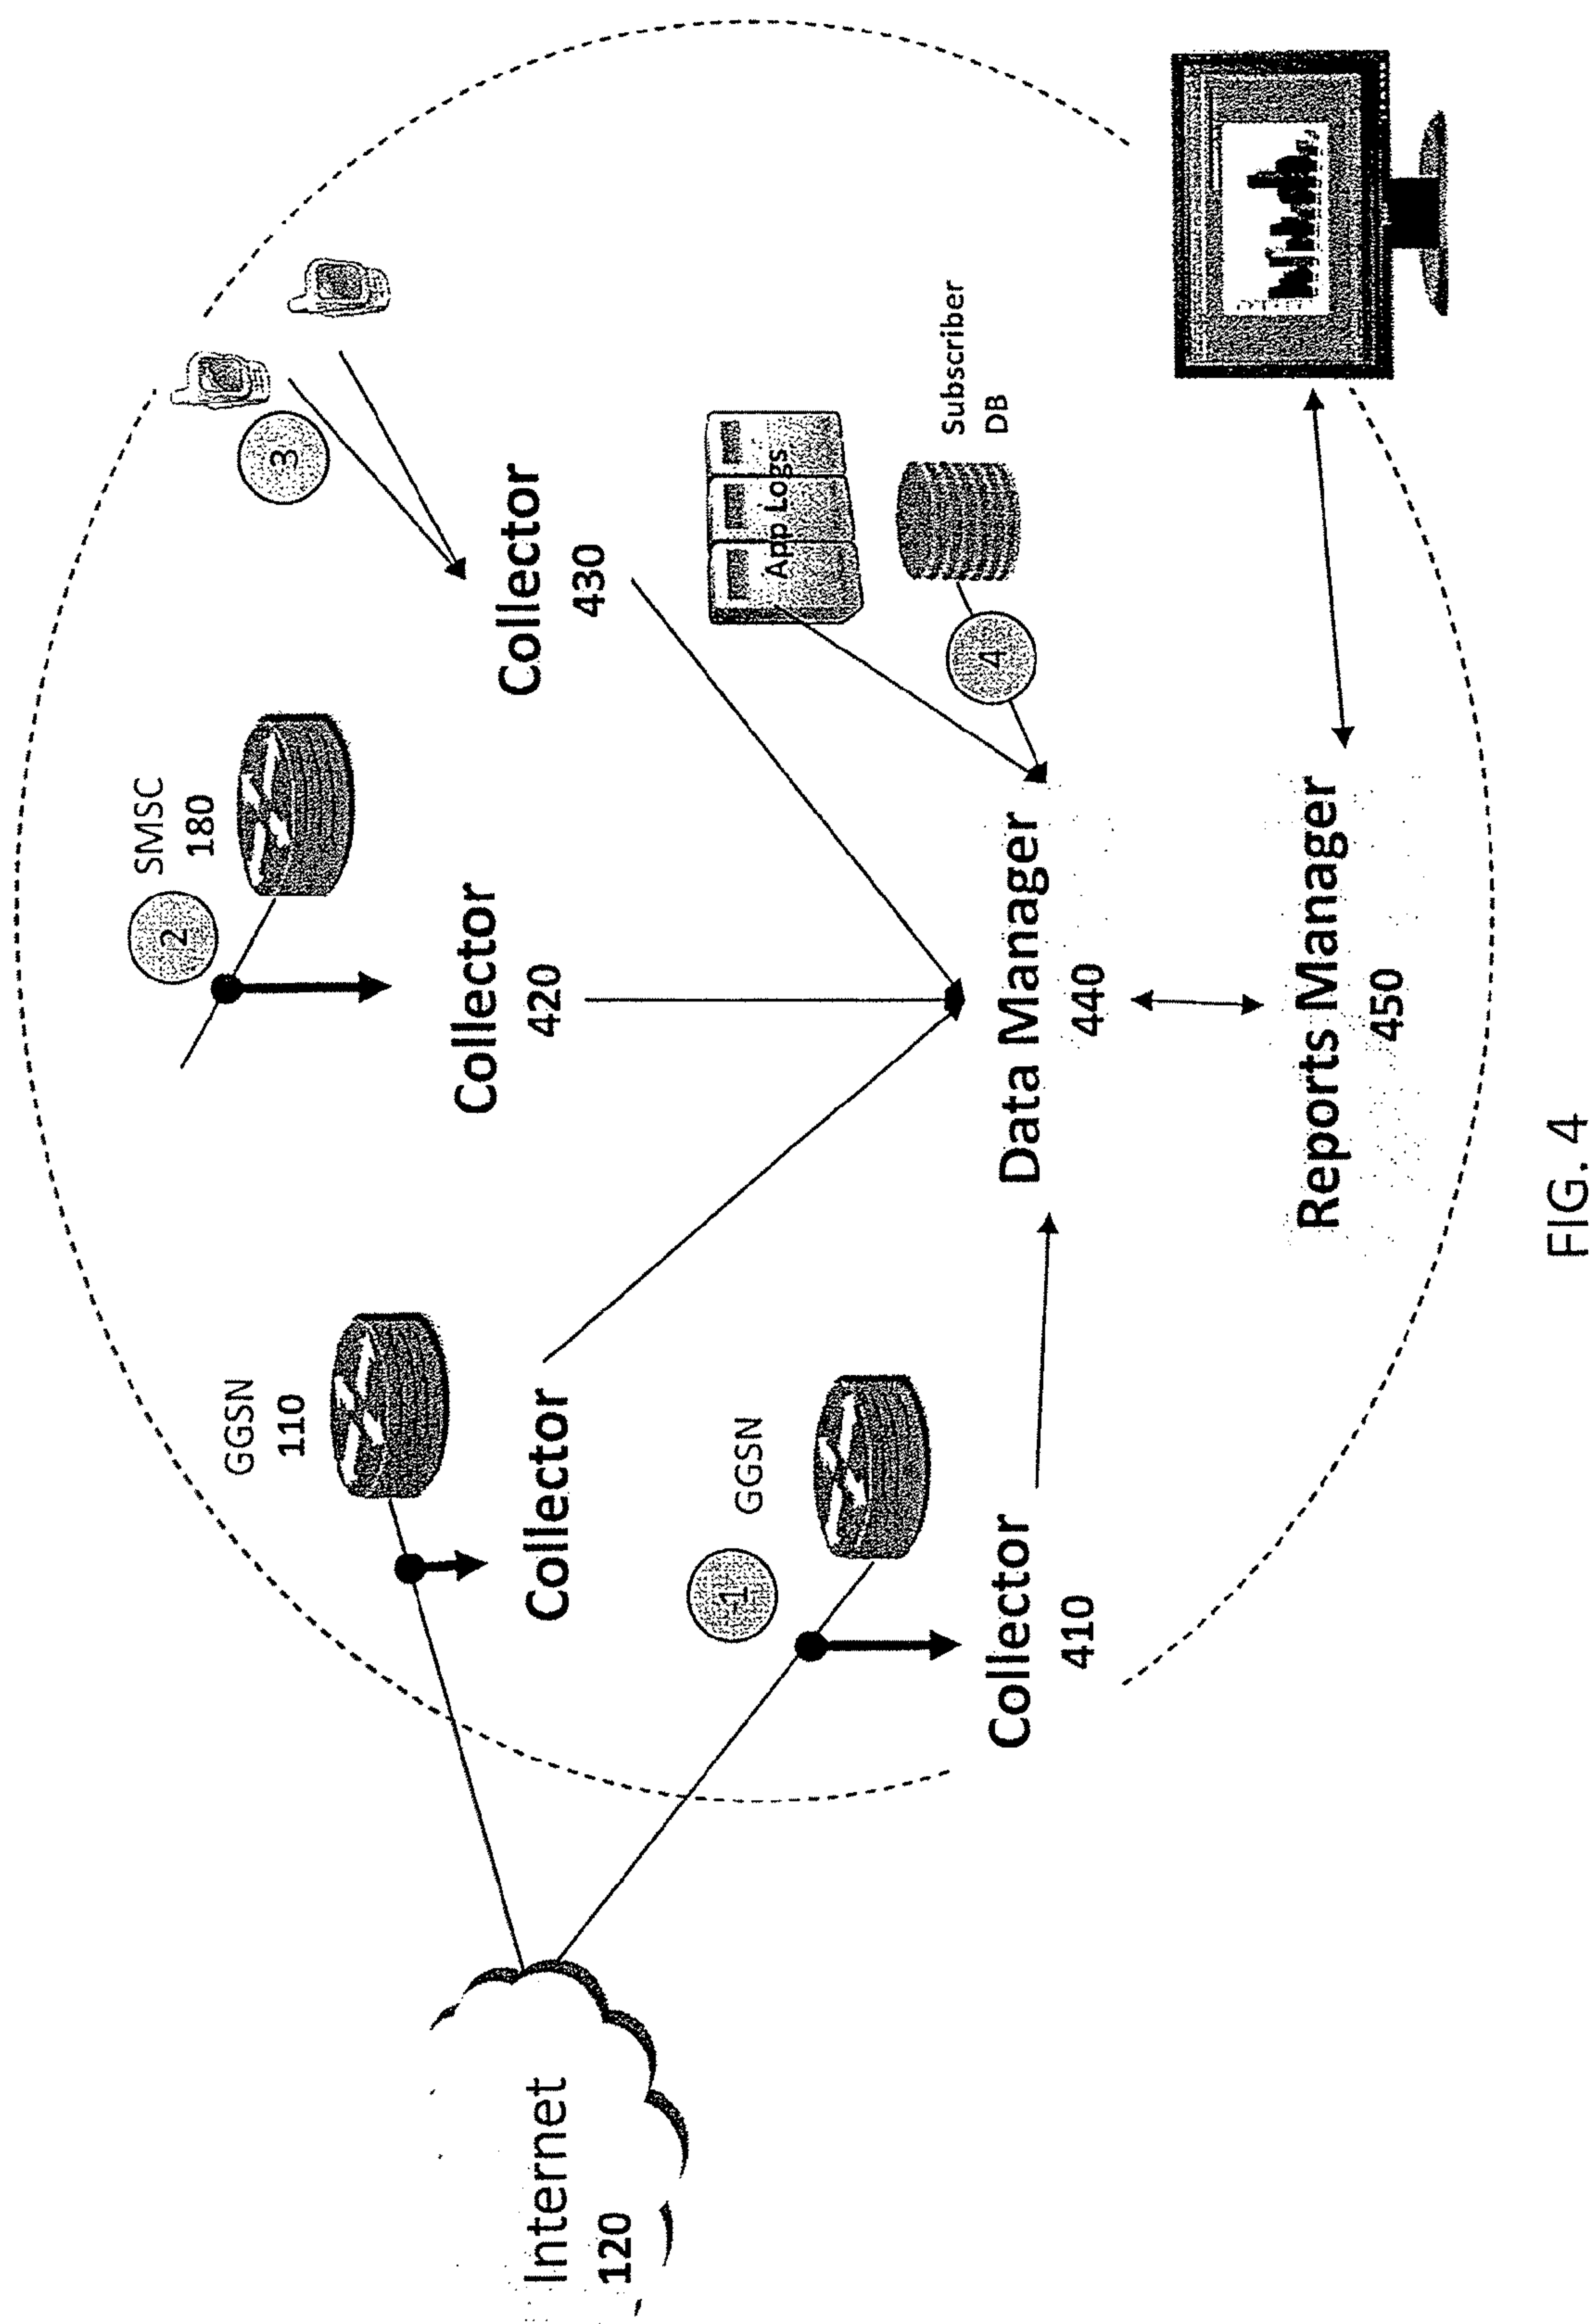 Internet
120
GGSN
110
Collector
1
GGSN
Collector
410
2
SMSC
180
Collector
420
3
Collector
430
App Logs
Subscriber
DB
4
Data Manager
440
Reports Manager
450
FIG. 4